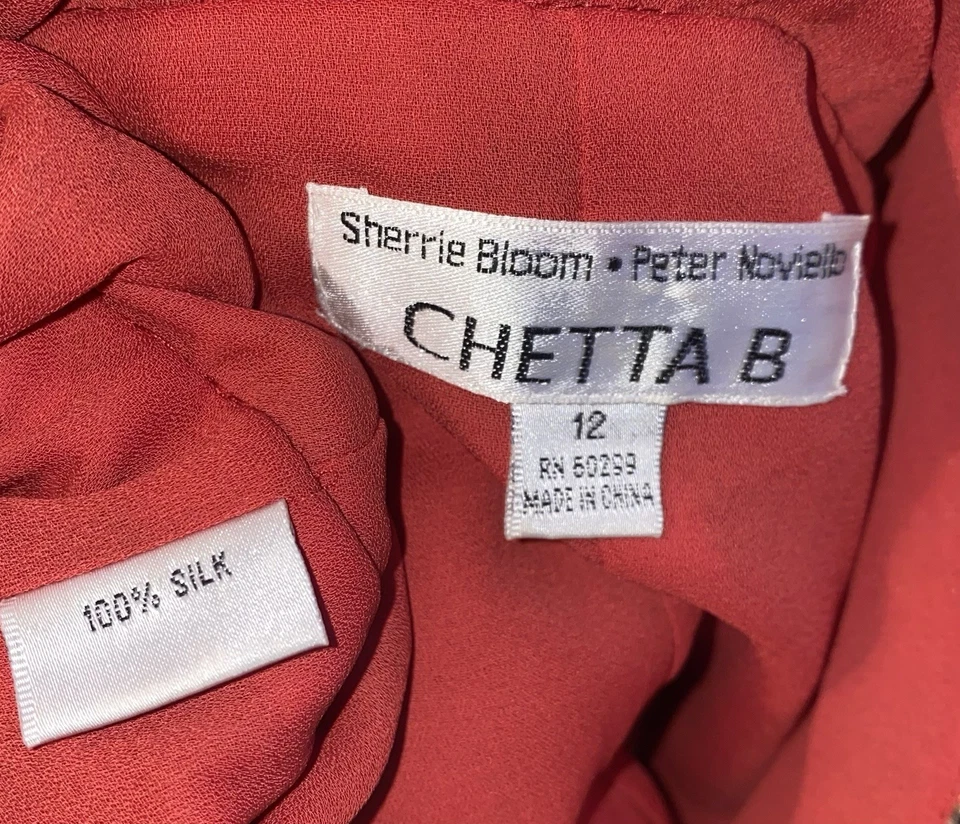 Sherrie Bloom • Peter Noviello
CHETTA B
12
RN 60299
MADE IN CHINA
100% SILK